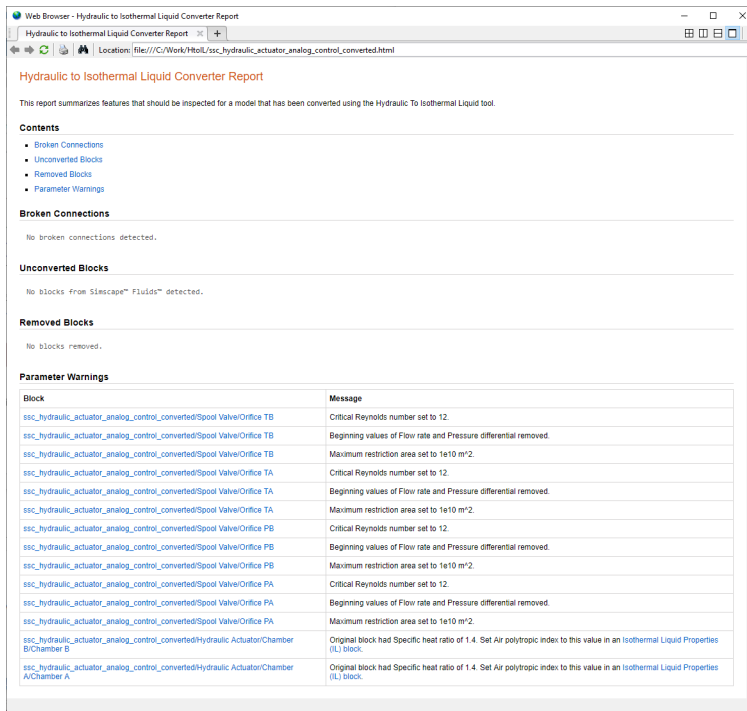 Web Browser - Hydraulic to Isothermal Liquid Converter Report
Hydraulic to Isothermal Liquid Converter Report
Location: file:///C:/Work/HtoIL/ssc_hydraulic_actuator_analog_control_converted.html
Hydraulic to Isothermal Liquid Converter Report
This report summarizes features that should be inspected for a model that has been converted using the Hydraulic To Isothermal Liquid tool.
Contents
• Broken Connections
• Unconverted Blocks
• Removed Blocks
• Parameter Warnings
Broken Connections
No broken connections detected.
Unconverted Blocks
No blocks from Simscape™ Fluids™ detected.
Removed Blocks
No blocks removed.
Parameter Warnings
Block Message
ssc_hydraulic_actuator_analog_control_converted/Spool Valve/Orifice TB Critical Reynolds number set to 12.
ssc_hydraulic_actuator_analog_control_converted/Spool Valve/Orifice TB Beginning values of Flow rate and Pressure differential removed.
ssc_hydraulic_actuator_analog_control_converted/Spool Valve/Orifice TB Maximum restriction area set to 1e10 m^2.
ssc_hydraulic_actuator_analog_control_converted/Spool Valve/Orifice TA Critical Reynolds number set to 12.
ssc_hydraulic_actuator_analog_control_converted/Spool Valve/Orifice TA Beginning values of Flow rate and Pressure differential removed.
ssc_hydraulic_actuator_analog_control_converted/Spool Valve/Orifice TA Maximum restriction area set to 1e10 m^2.
ssc_hydraulic_actuator_analog_control_converted/Spool Valve/Orifice PB Critical Reynolds number set to 12.
ssc_hydraulic_actuator_analog_control_converted/Spool Valve/Orifice PB Beginning values of Flow rate and Pressure differential removed.
ssc_hydraulic_actuator_analog_control_converted/Spool Valve/Orifice PB Maximum restriction area set to 1e10 m^2.
ssc_hydraulic_actuator_analog_control_converted/Spool Valve/Orifice PA Critical Reynolds number set to 12.
ssc_hydraulic_actuator_analog_control_converted/Spool Valve/Orifice PA Beginning values of Flow rate and Pressure differential removed.
ssc_hydraulic_actuator_analog_control_converted/Spool Valve/Orifice PA Maximum restriction area set to 1e10 m^2.
ssc_hydraulic_actuator_analog_control_converted/Hydraulic Actuator/Chamber Original block had Specific heat ratio of 1.4. Set Air polytropic index to this value in an Isothermal Liquid Properties
B/Chamber B (IL) block.
ssc_hydraulic_actuator_analog_control_converted/Hydraulic Actuator/Chamber Original block had Specific heat ratio of 1.4. Set Air polytropic index to this value in an Isothermal Liquid Properties
A/Chamber A (IL) block.